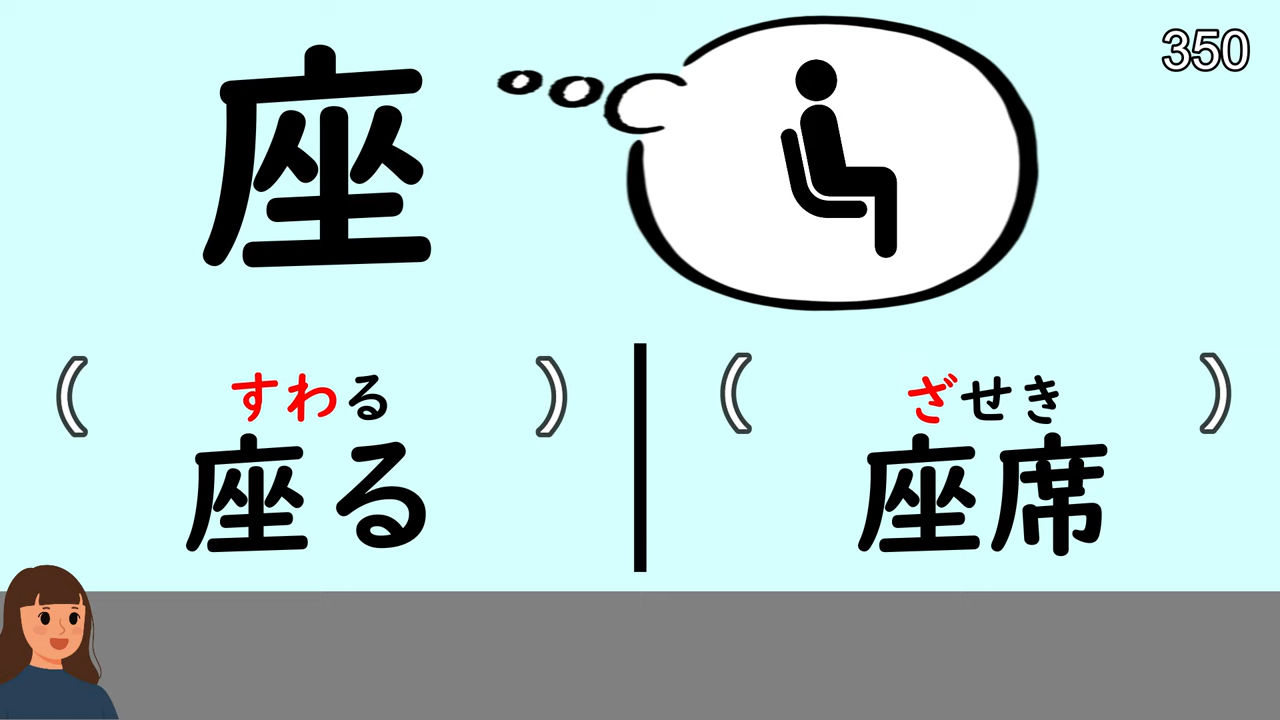 座
350
( すわる )
座る
( ざせき )
座席